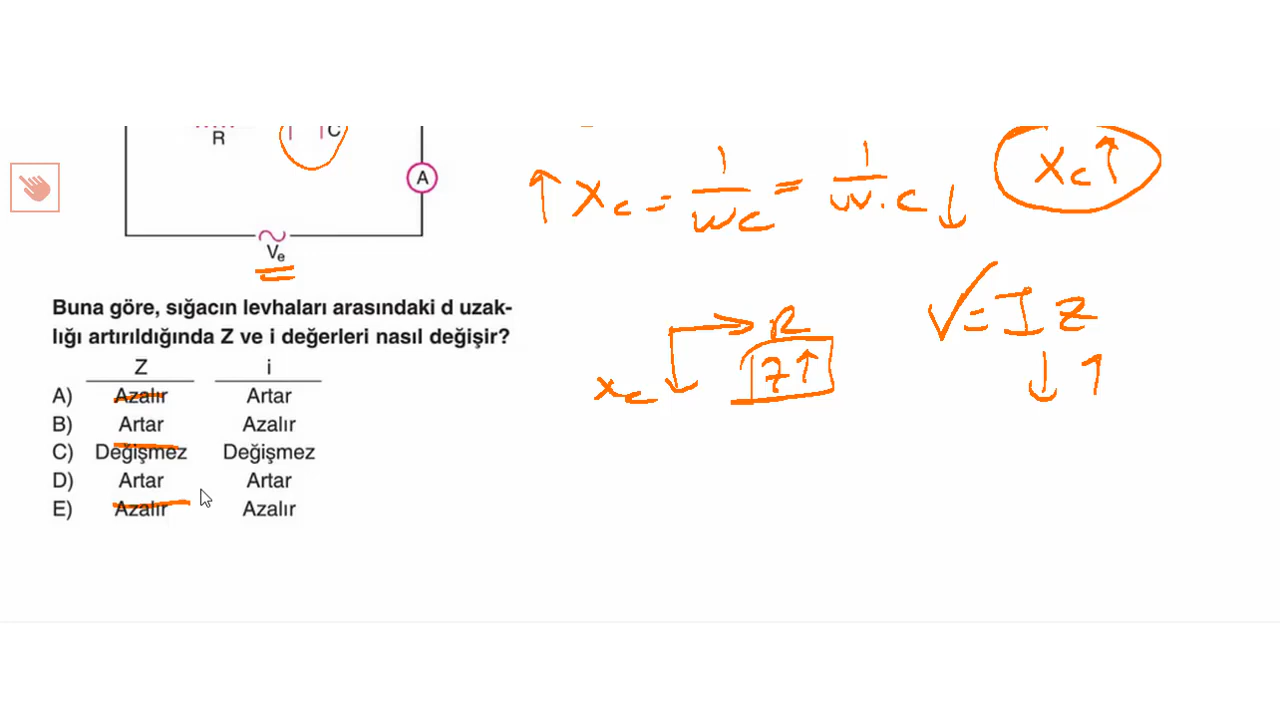 R
C
A
Ve
↑ Xc = 1/wc = 1/w.c ↓
Xc ↑
Buna göre, sığacın levhaları arasındaki d uzak-
lığı artırıldığında Z ve i değerleri nasıl değişir?
Z i
A) Azalır Artar
B) Artar Azalır
C) Değişmez Değişmez
D) Artar Artar
E) Azalır Azalır
R
Xc
Z ↑
V = I Z
↓ ↑